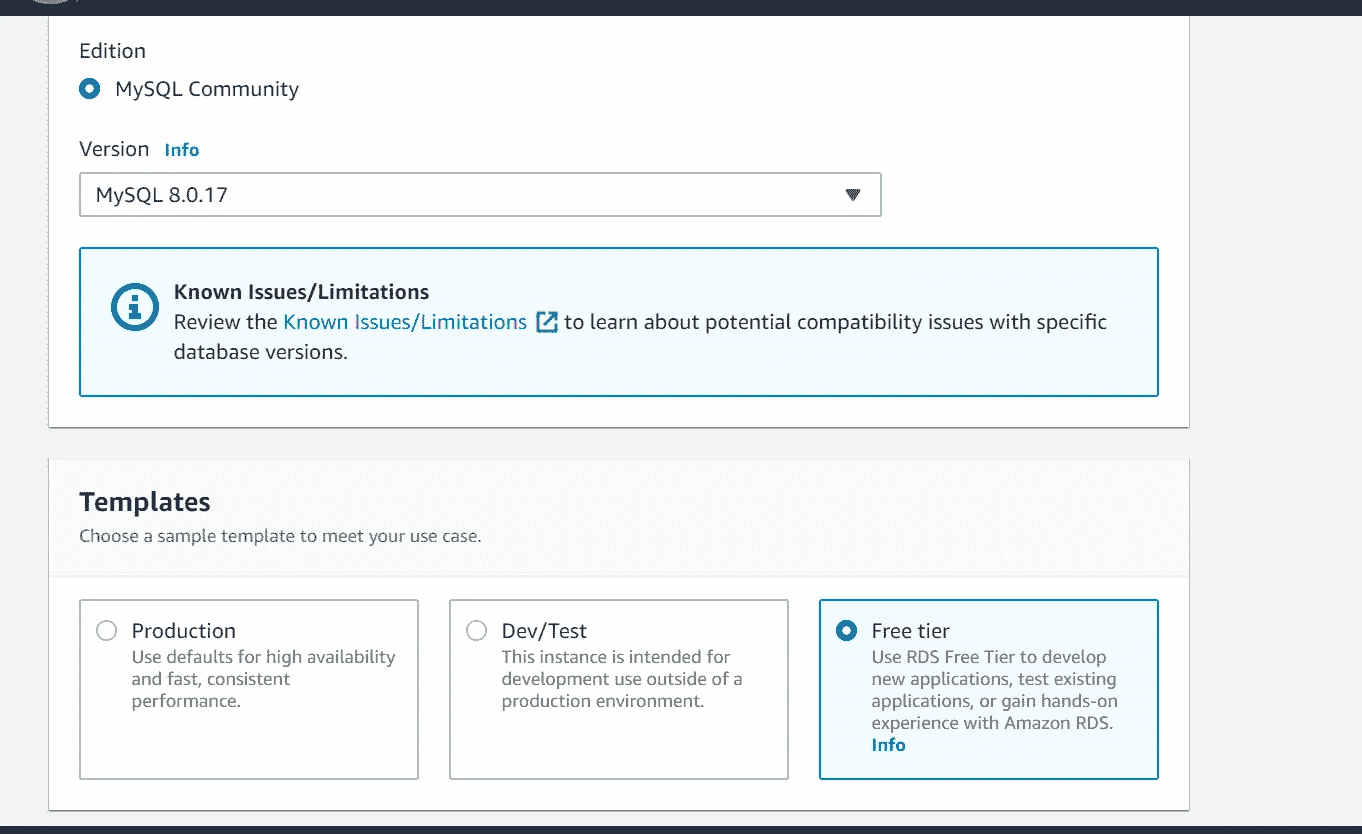 Edition
MySQL Community
Version Info
MySQL 8.0.17
Known Issues/Limitations
Review the Known Issues/Limitations to learn about potential compatibility issues with specific
database versions.
Templates
Choose a sample template to meet your use case.
Production
Use defaults for high availability
and fast, consistent
performance.
Dev/Test
This instance is intended for
development use outside of a
production environment.
Free tier
Use RDS Free Tier to develop
new applications, test existing
applications, or gain hands-on
experience with Amazon RDS.
Info